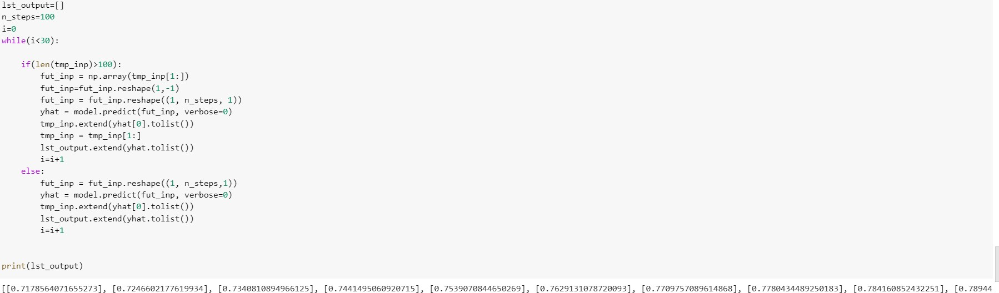 lst_output=[]
n_steps=100
i=0
while(i<30):
    if(len(tmp_inp)>100):
        fut_inp = np.array(tmp_inp[1:])
        fut_inp=fut_inp.reshape(1,-1)
        fut_inp = fut_inp.reshape((1, n_steps, 1))
        yhat = model.predict(fut_inp, verbose=0)
        tmp_inp.extend(yhat[0].tolist())
        tmp_inp = tmp_inp[1:]
        lst_output.extend(yhat.tolist())
        i=i+1
    else:
        fut_inp = fut_inp.reshape((1, n_steps,1))
        yhat = model.predict(fut_inp, verbose=0)
        tmp_inp.extend(yhat[0].tolist())
        lst_output.extend(yhat.tolist())
        i=i+1
print(lst_output)
[[0.7178564071655273], [0.7246602177619934], [0.7340810894966125], [0.7441495060920715], [0.7539070844650269], [0.7629131078720093], [0.7709757089614868], [0.7780434489250183], [0.784160852432251], [0.78944